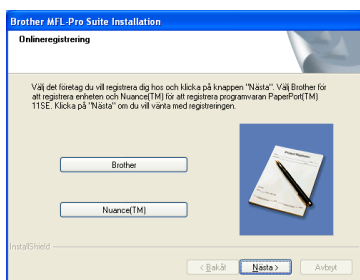 Brother MFL-Pro Suite Installation
Onlineregistrering
Välj det företag du vill registrera dig hos och klicka på knappen "Nästa". Välj Brother för
att registrera enheten och Nuance(TM) för att registrera programvaran PaperPort(TM)
11SE. Klicka på "Nästa" om du vill vänta med registreringen.
Product Registration
Brother
Nuance(TM)
InstallShield
< Bakåt Nästa > Avbryt